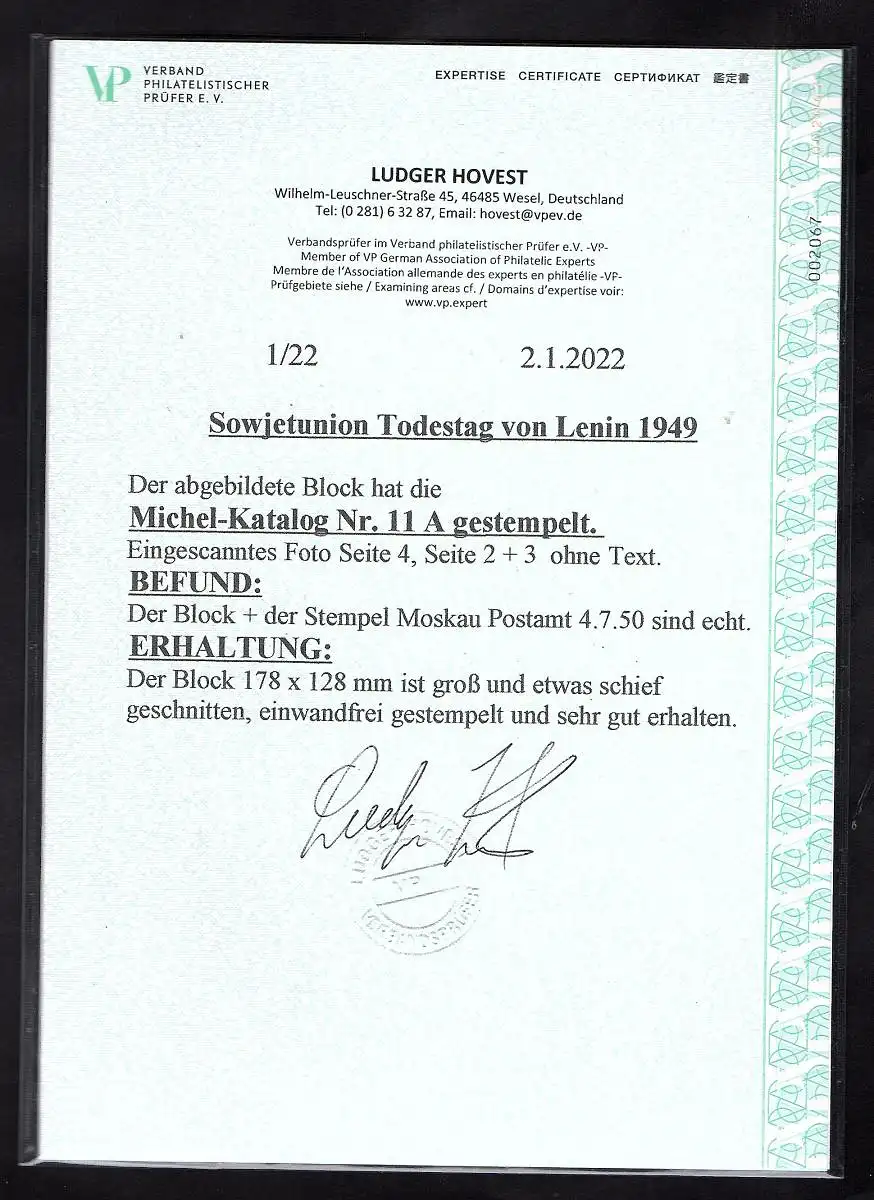 VP VERBAND
PHILATELISTISCHER
PRÜFER E. V.
EXPERTISE CERTIFICATE СЕРТИФИКАТ 鑑定書
LUDGER HOVEST
Wilhelm-Leuschner-Straße 45, 46485 Wesel, Deutschland
Tel: (0 281) 6 32 87, Email: hovest@vpev.de
Verbandsprüfer im Verband philatelistischer Prüfer e.V. -VP-
Member of VP German Association of Philatelic Experts
Membre de l'Association allemande des experts en philatélie -VP-
Prüfgebiete siehe / Examining areas cf. / Domains d'expertise voir:
www.vp.expert
002067
1/22 2.1.2022
Sowjetunion Todestag von Lenin 1949
Der abgebildete Block hat die
Michel-Katalog Nr. 11 A gestempelt.
Eingescanntes Foto Seite 4, Seite 2 + 3 ohne Text.
BEFUND:
Der Block + der Stempel Moskau Postamt 4.7.50 sind echt.
ERHALTUNG:
Der Block 178 x 128 mm ist groß und etwas schief
geschnitten, einwandfrei gestempelt und sehr gut erhalten.
VP
VERBANDSPRÜFER